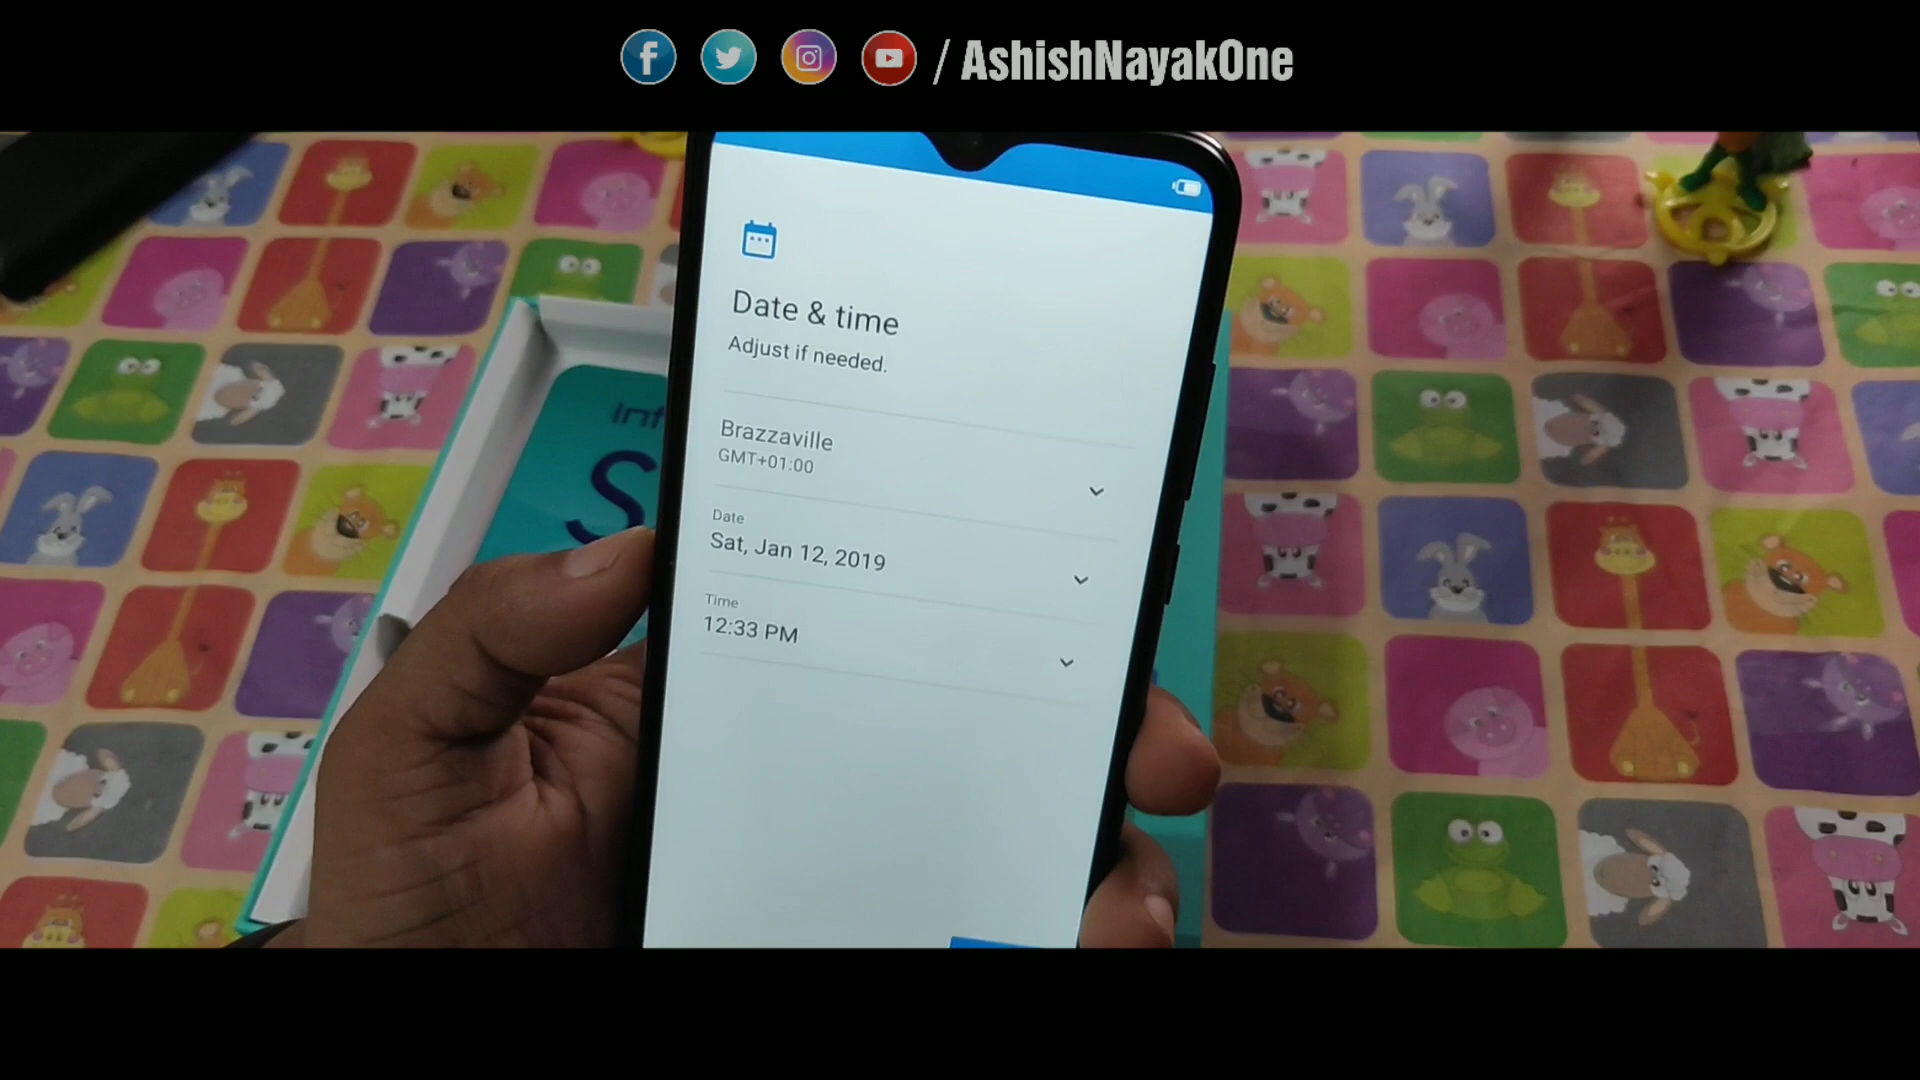 / AshishNayakOne
Date & time
Adjust if needed.
Brazzaville
GMT+01:00
Date
Sat, Jan 12, 2019
Time
12:33 PM
Inf
S